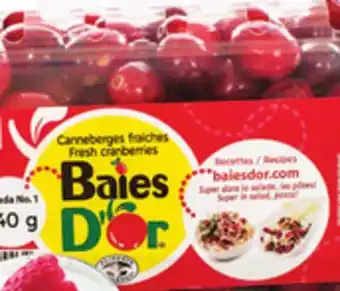 Canneberges fraîches
Fresh cranberries
Baies
D'Or
ada No. 1
40 g
Recettes / Recipes
baiesdor.com
Super dans la salade, les pâtes!
Super in salad, pasta!